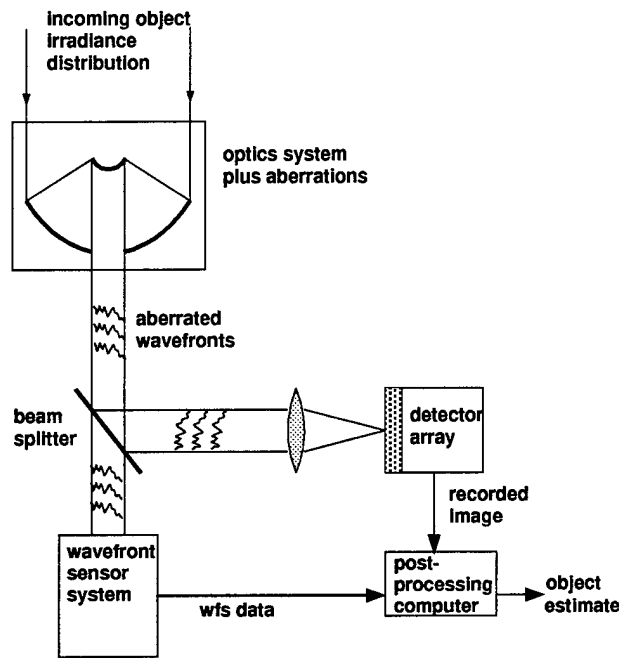 incoming object
irradiance
distribution
optics system
plus aberrations
aberrated
wavefronts
beam
splitter
detector
array
recorded
image
wavefront
sensor
system
post-
processing
computer
object
estimate
wfs data